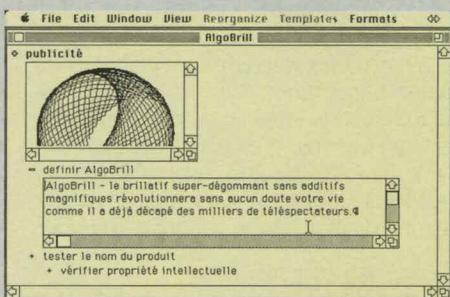 File Edit Window View Reorganize Templates Formats
AlgoBrill
publicité
definir AlgoBrill
AlgoBrill - le brillatif super-dégommant sans additifs
magnifiques révolutionnera sans aucun doute votre vie
comme il a déjà décapé des milliers de téléspectateurs.¶
+ tester le nom du produit
+ vérifier propriété intellectuelle